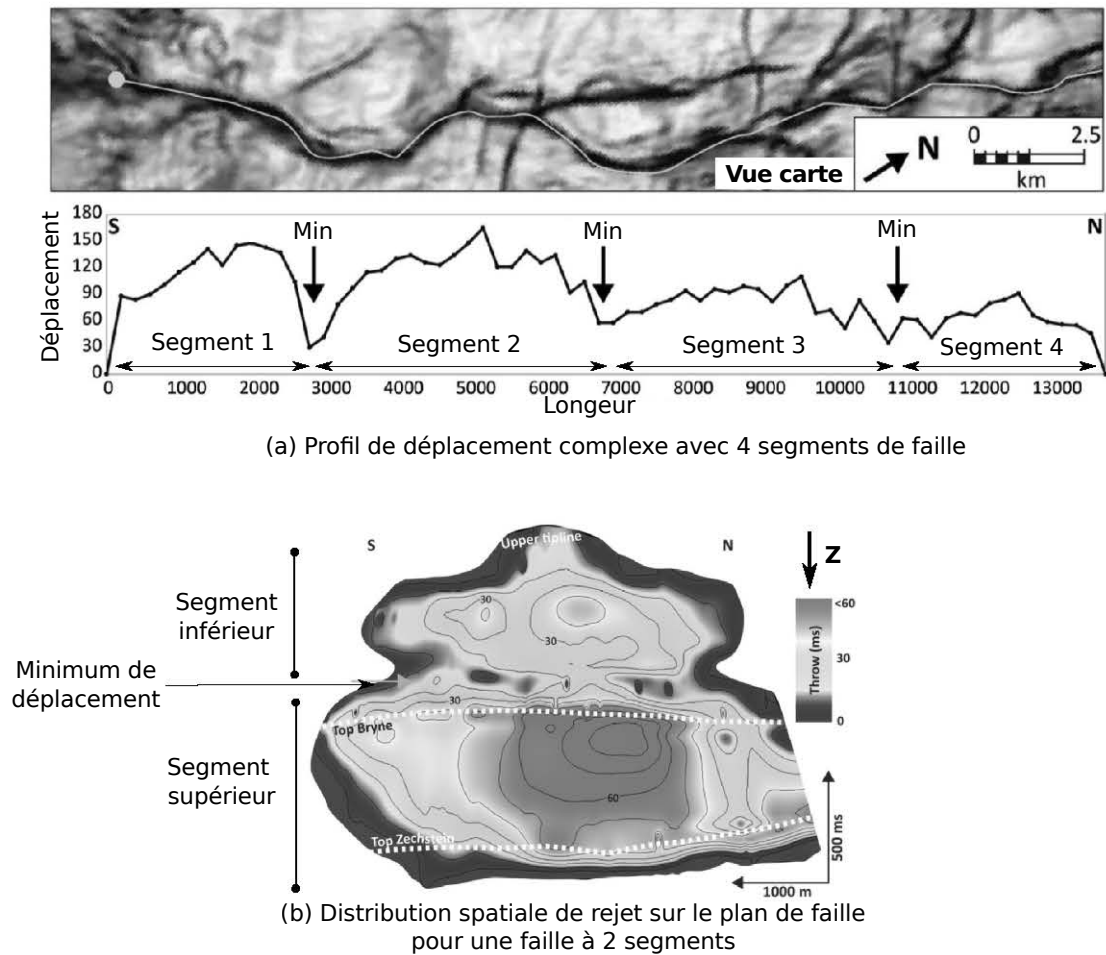 Vue carte
N
0 2.5
km
Déplacement
180
150
120
90
60
30
0
S
N
Min
Min
Min
Segment 1
Segment 2
Segment 3
Segment 4
0 1000 2000 3000 4000 5000 6000 7000 8000 9000 10000 11000 12000 13000
Longeur
(a) Profil de déplacement complexe avec 4 segments de faille
S
N
Upper tipline
Z
Segment
inférieur
Minimum de
déplacement
Segment
supérieur
30
30
30
60
Top Bryne
Top Zechstein
Throw (ms)
<60
30
0
500 ms
1000 m
(b) Distribution spatiale de rejet sur le plan de faille
pour une faille à 2 segments